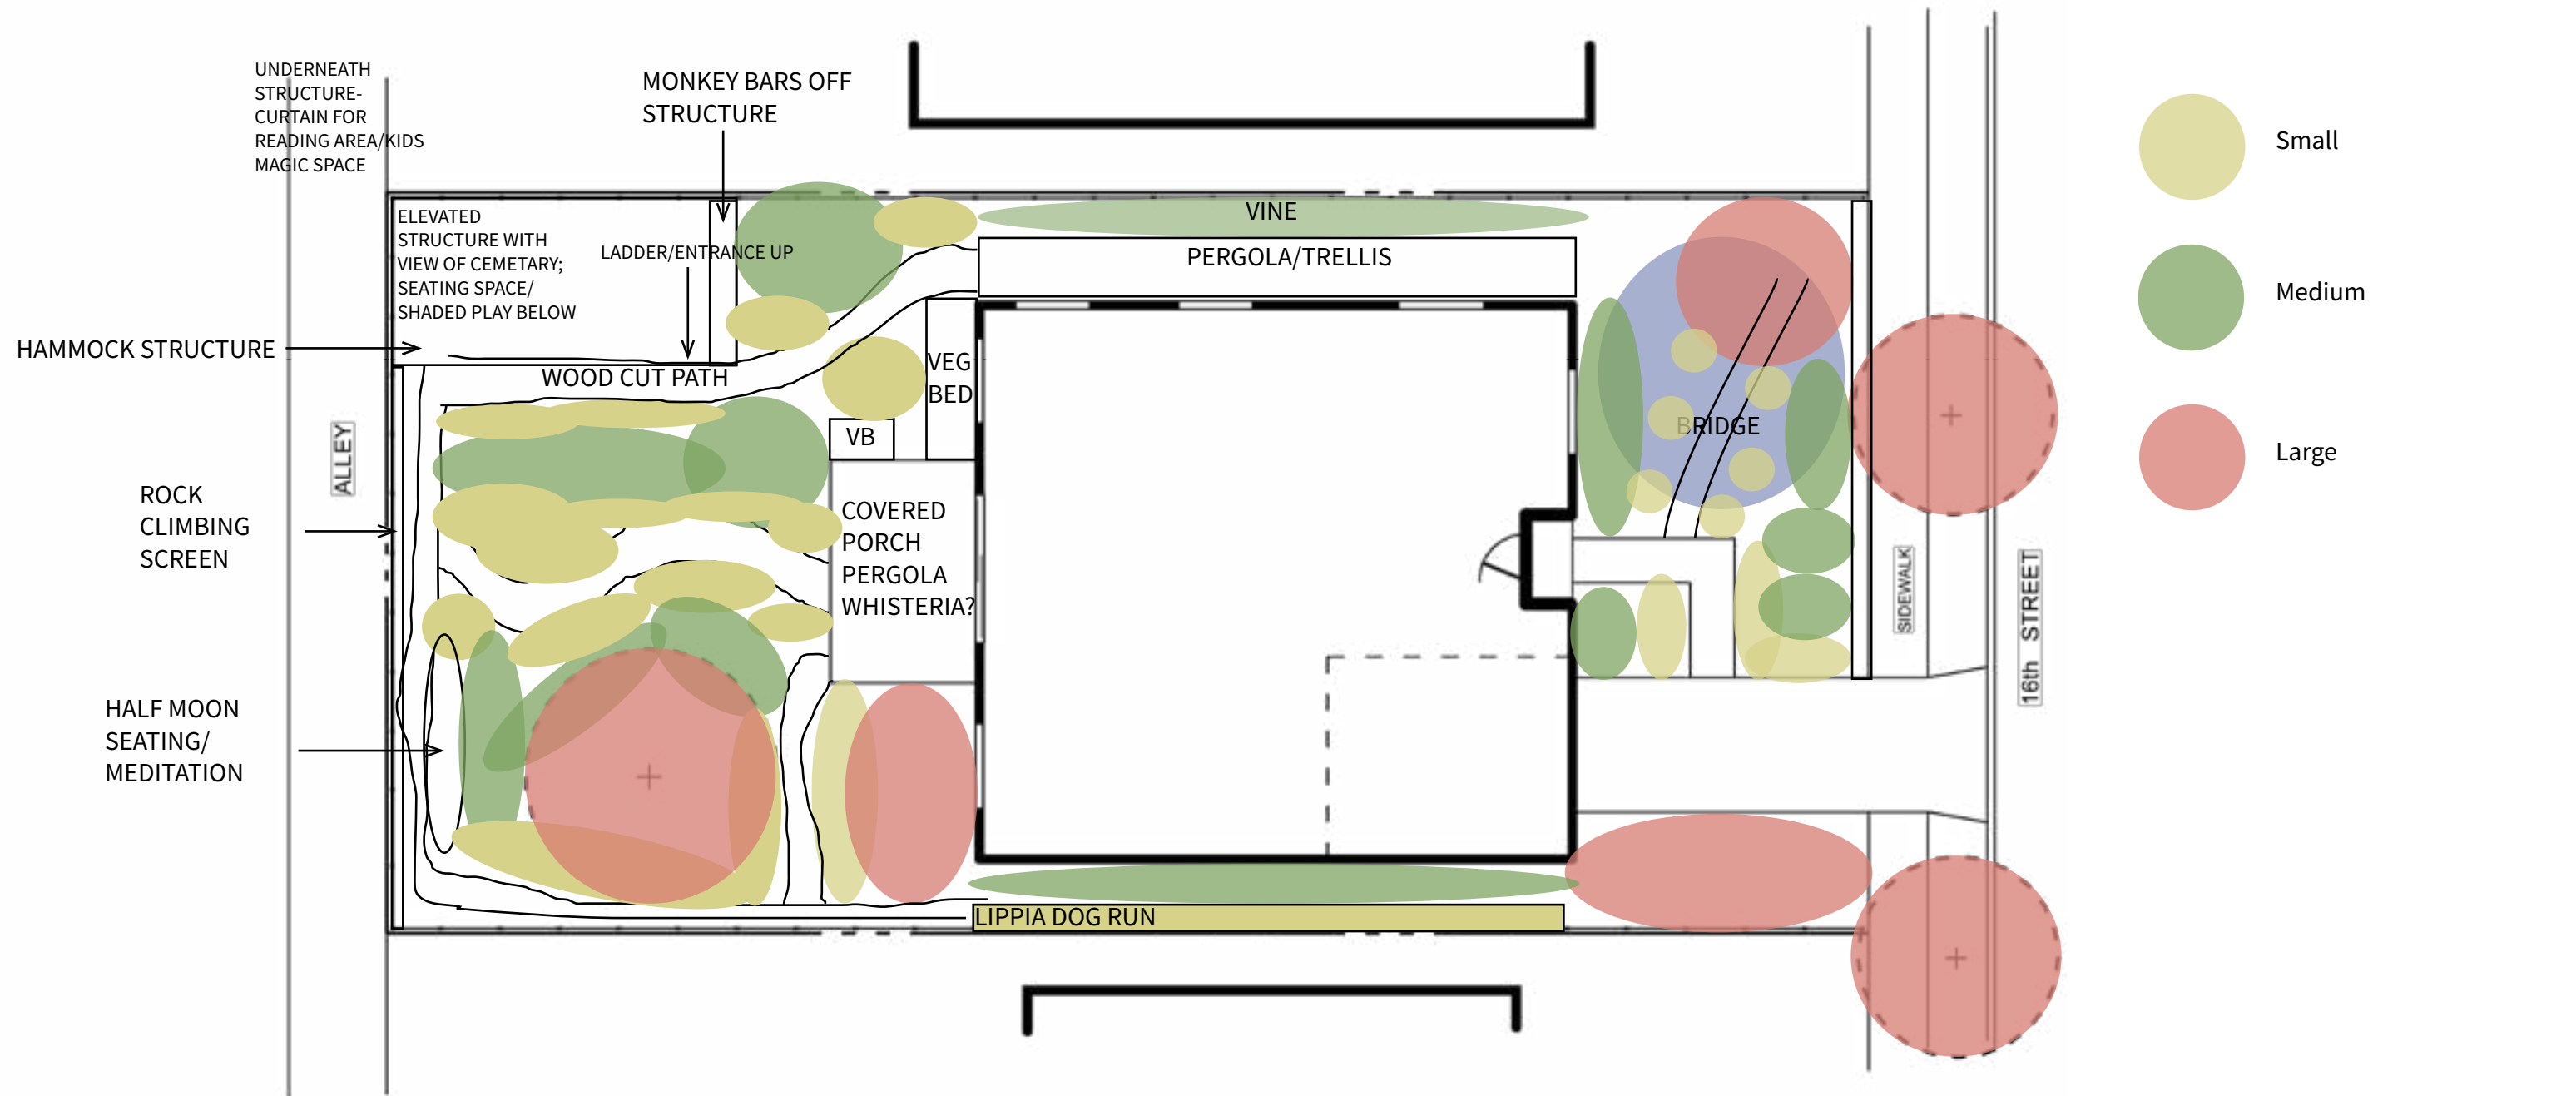 UNDERNEATH
STRUCTURE-
CURTAIN FOR
READING AREA/KIDS
MAGIC SPACE
MONKEY BARS OFF
STRUCTURE
ELEVATED
STRUCTURE WITH
VIEW OF CEMETARY;
SEATING SPACE/
SHADED PLAY BELOW
LADDER/ENTRANCE UP
HAMMOCK STRUCTURE
WOOD CUT PATH
VINE
PERGOLA/TRELLIS
VEG
BED
VB
COVERED
PORCH
PERGOLA
WHISTERIA?
ALLEY
ROCK
CLIMBING
SCREEN
HALF MOON
SEATING/
MEDITATION
LIPPIA DOG RUN
BRIDGE
SIDEWALK
16th STREET
Small
Medium
Large